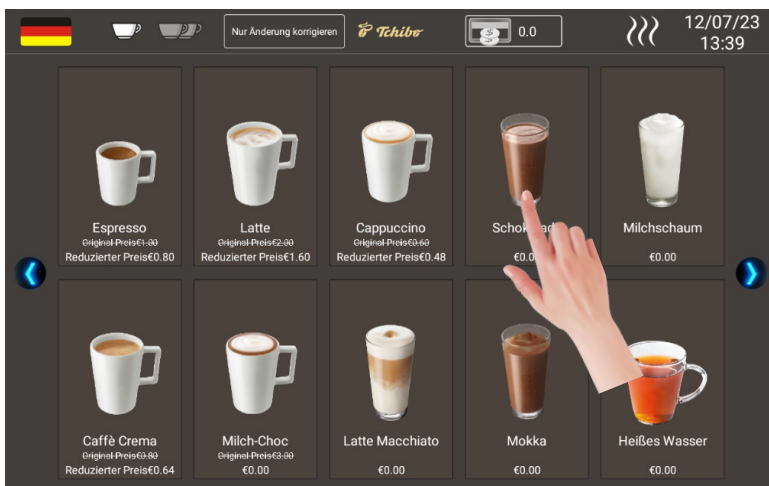 Nur Änderung korrigieren
Tchibo
0.0
12/07/23
13:39
Espresso
Original Preis€1.00
Reduzierter Preis€0.80
Latte
Original Preis€2.00
Reduzierter Preis€1.60
Cappuccino
Original Preis€0.60
Reduzierter Preis€0.48
€0.00
Milchschaum
€0.00
Caffè Crema
Original Preis€0.80
Reduzierter Preis€0.64
Milch-Choc
Original Preis€3.00
€0.00
Latte Macchiato
€0.00
Mokka
€0.00
Heißes Wasser
€0.00